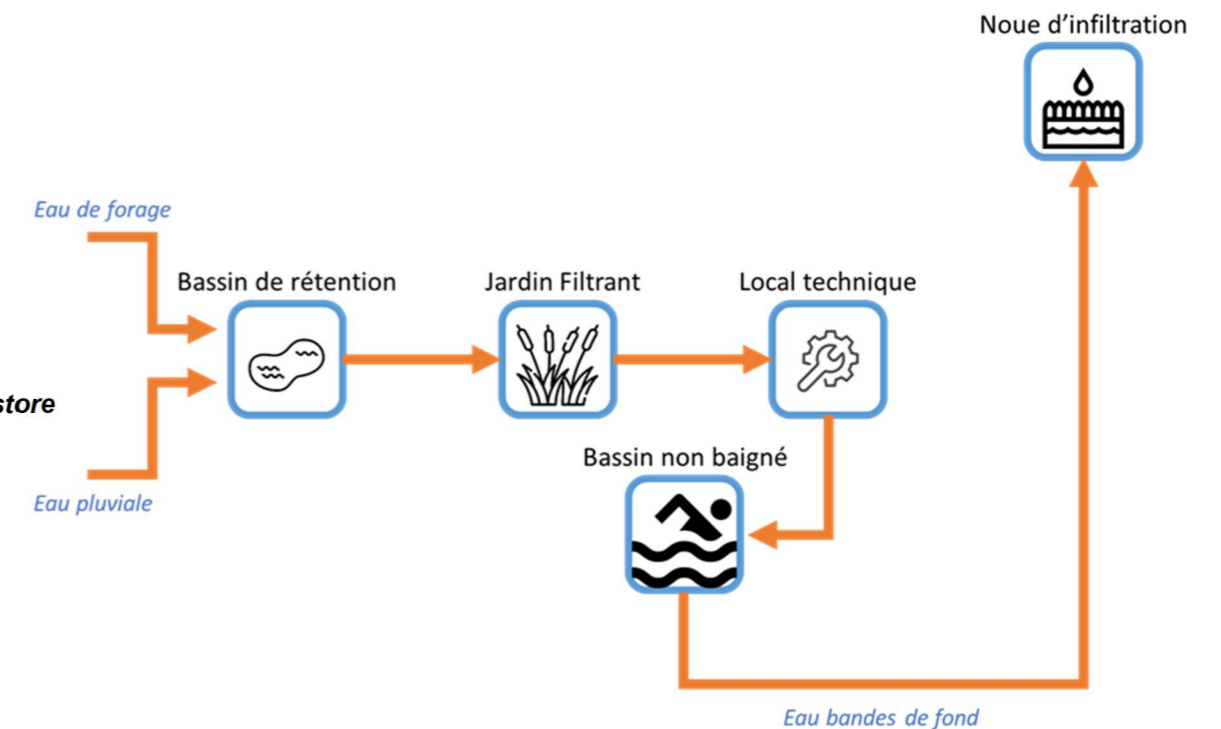 Noue d'infiltration
Eau de forage
Bassin de rétention
Jardin Filtrant
Local technique
store
Bassin non baigné
Eau pluviale
Eau bandes de fond